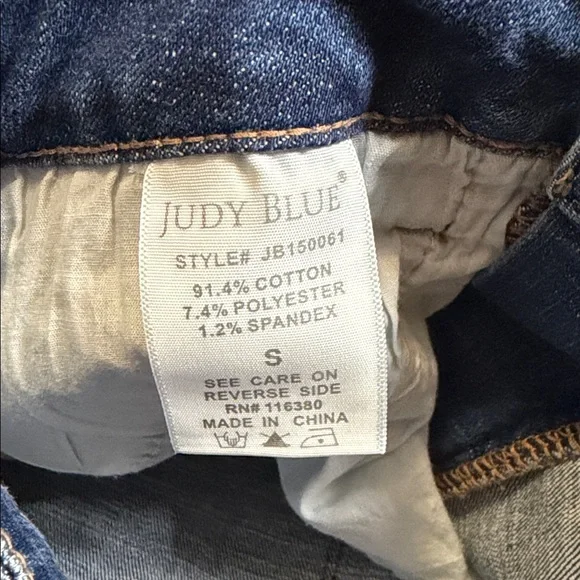 JUDY BLUE®
STYLE# JB150061
91.4% COTTON
7.4% POLYESTER
1.2% SPANDEX
S
SEE CARE ON
REVERSE SIDE
RN# 116380
MADE IN CHINA